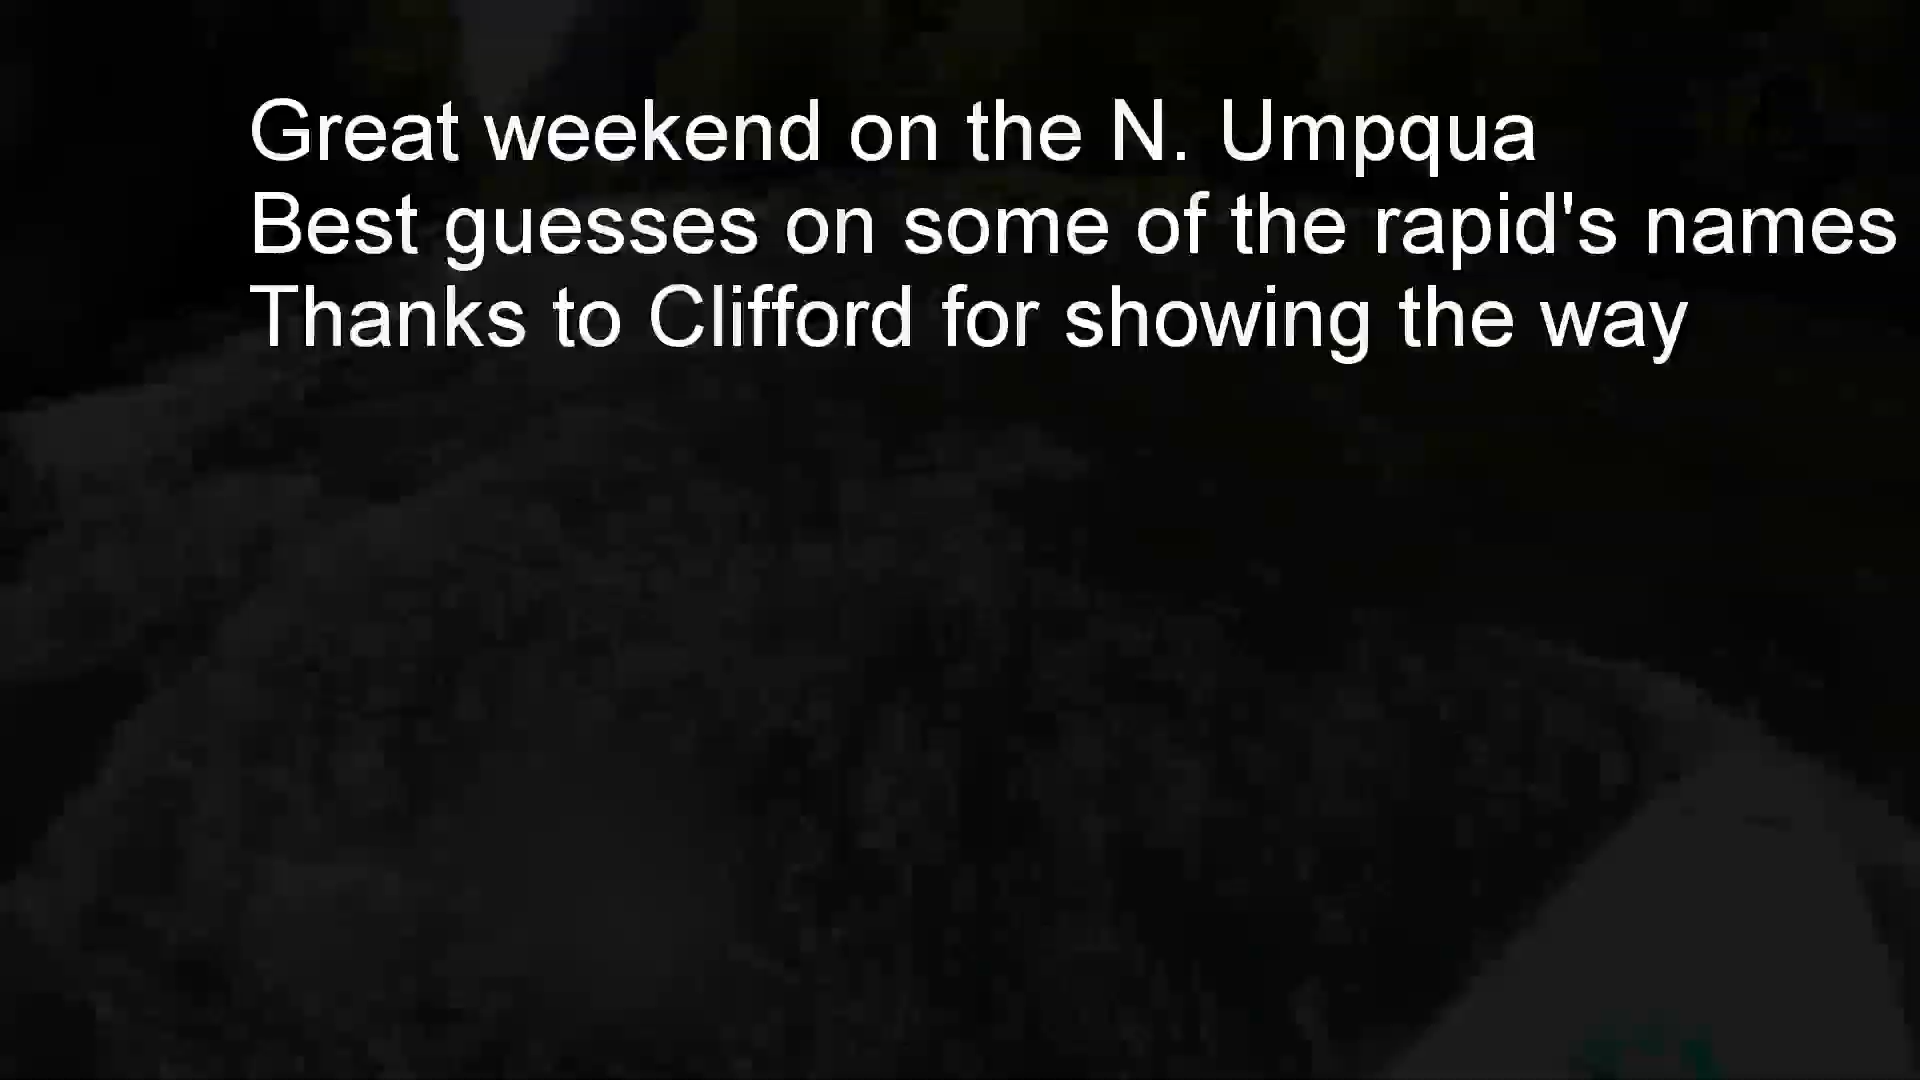 Great weekend on the N. Umpqua
Best guesses on some of the rapid's names
Thanks to Clifford for showing the way